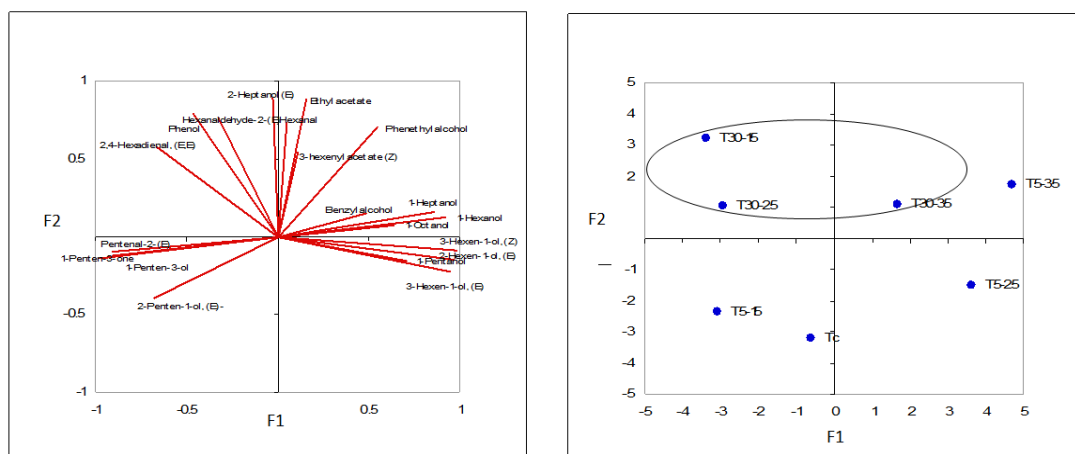 1
2-Heptanol (E)
Ethyl acetate
Hexanaldehyde-2-(E)
Hexanal
Phenol
Phenethylalcohol
2,4-Hexadienal, (E,E)
0.5
3-hexenyl acetate (Z)
Benzyl alcohol
1-Heptanol
1-Hexanol
1-Octanol
F2
Pentenal-2-(E)
3-Hexen-1-ol, (Z)
1-Penten-3-one
2-Hexen-1-ol, (E)
1-Penten-3-ol
1-Pentanol
3-Hexen-1-ol, (E)
2-Penten-1-ol, (E)-
-0.5
-1
-1 -0.5 0 0.5 1
F1
5
4
3
2
-1
-2
-3
-4
5
F2
T30-15
T30-25
T30-35
T5-35
T5-25
T5-15
Tc
-5 -4 -3 -2 -1 0 1 2 3 4 5
F1